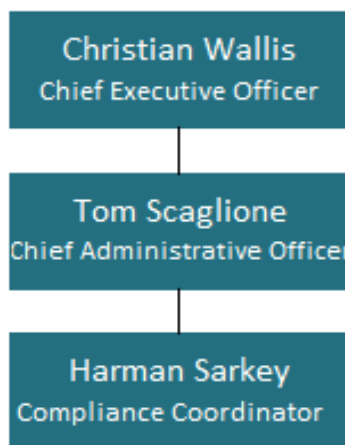 Christian Wallis
Chief Executive Officer
Tom Scaglione
Chief Administrative Officer
Harman Sarkey
Compliance Coordinator